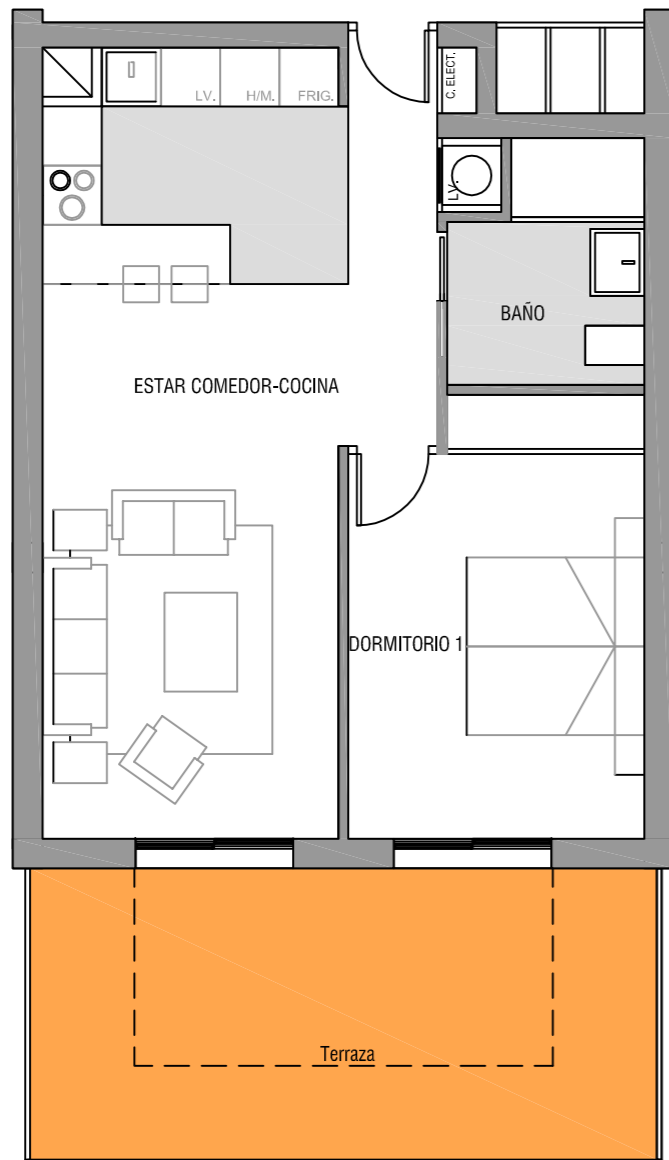 LV.
H/M.
FRIG.
C. ELECT.
LV.
BAÑO
ESTAR COMEDOR-COCINA
DORMITORIO 1
Terraza